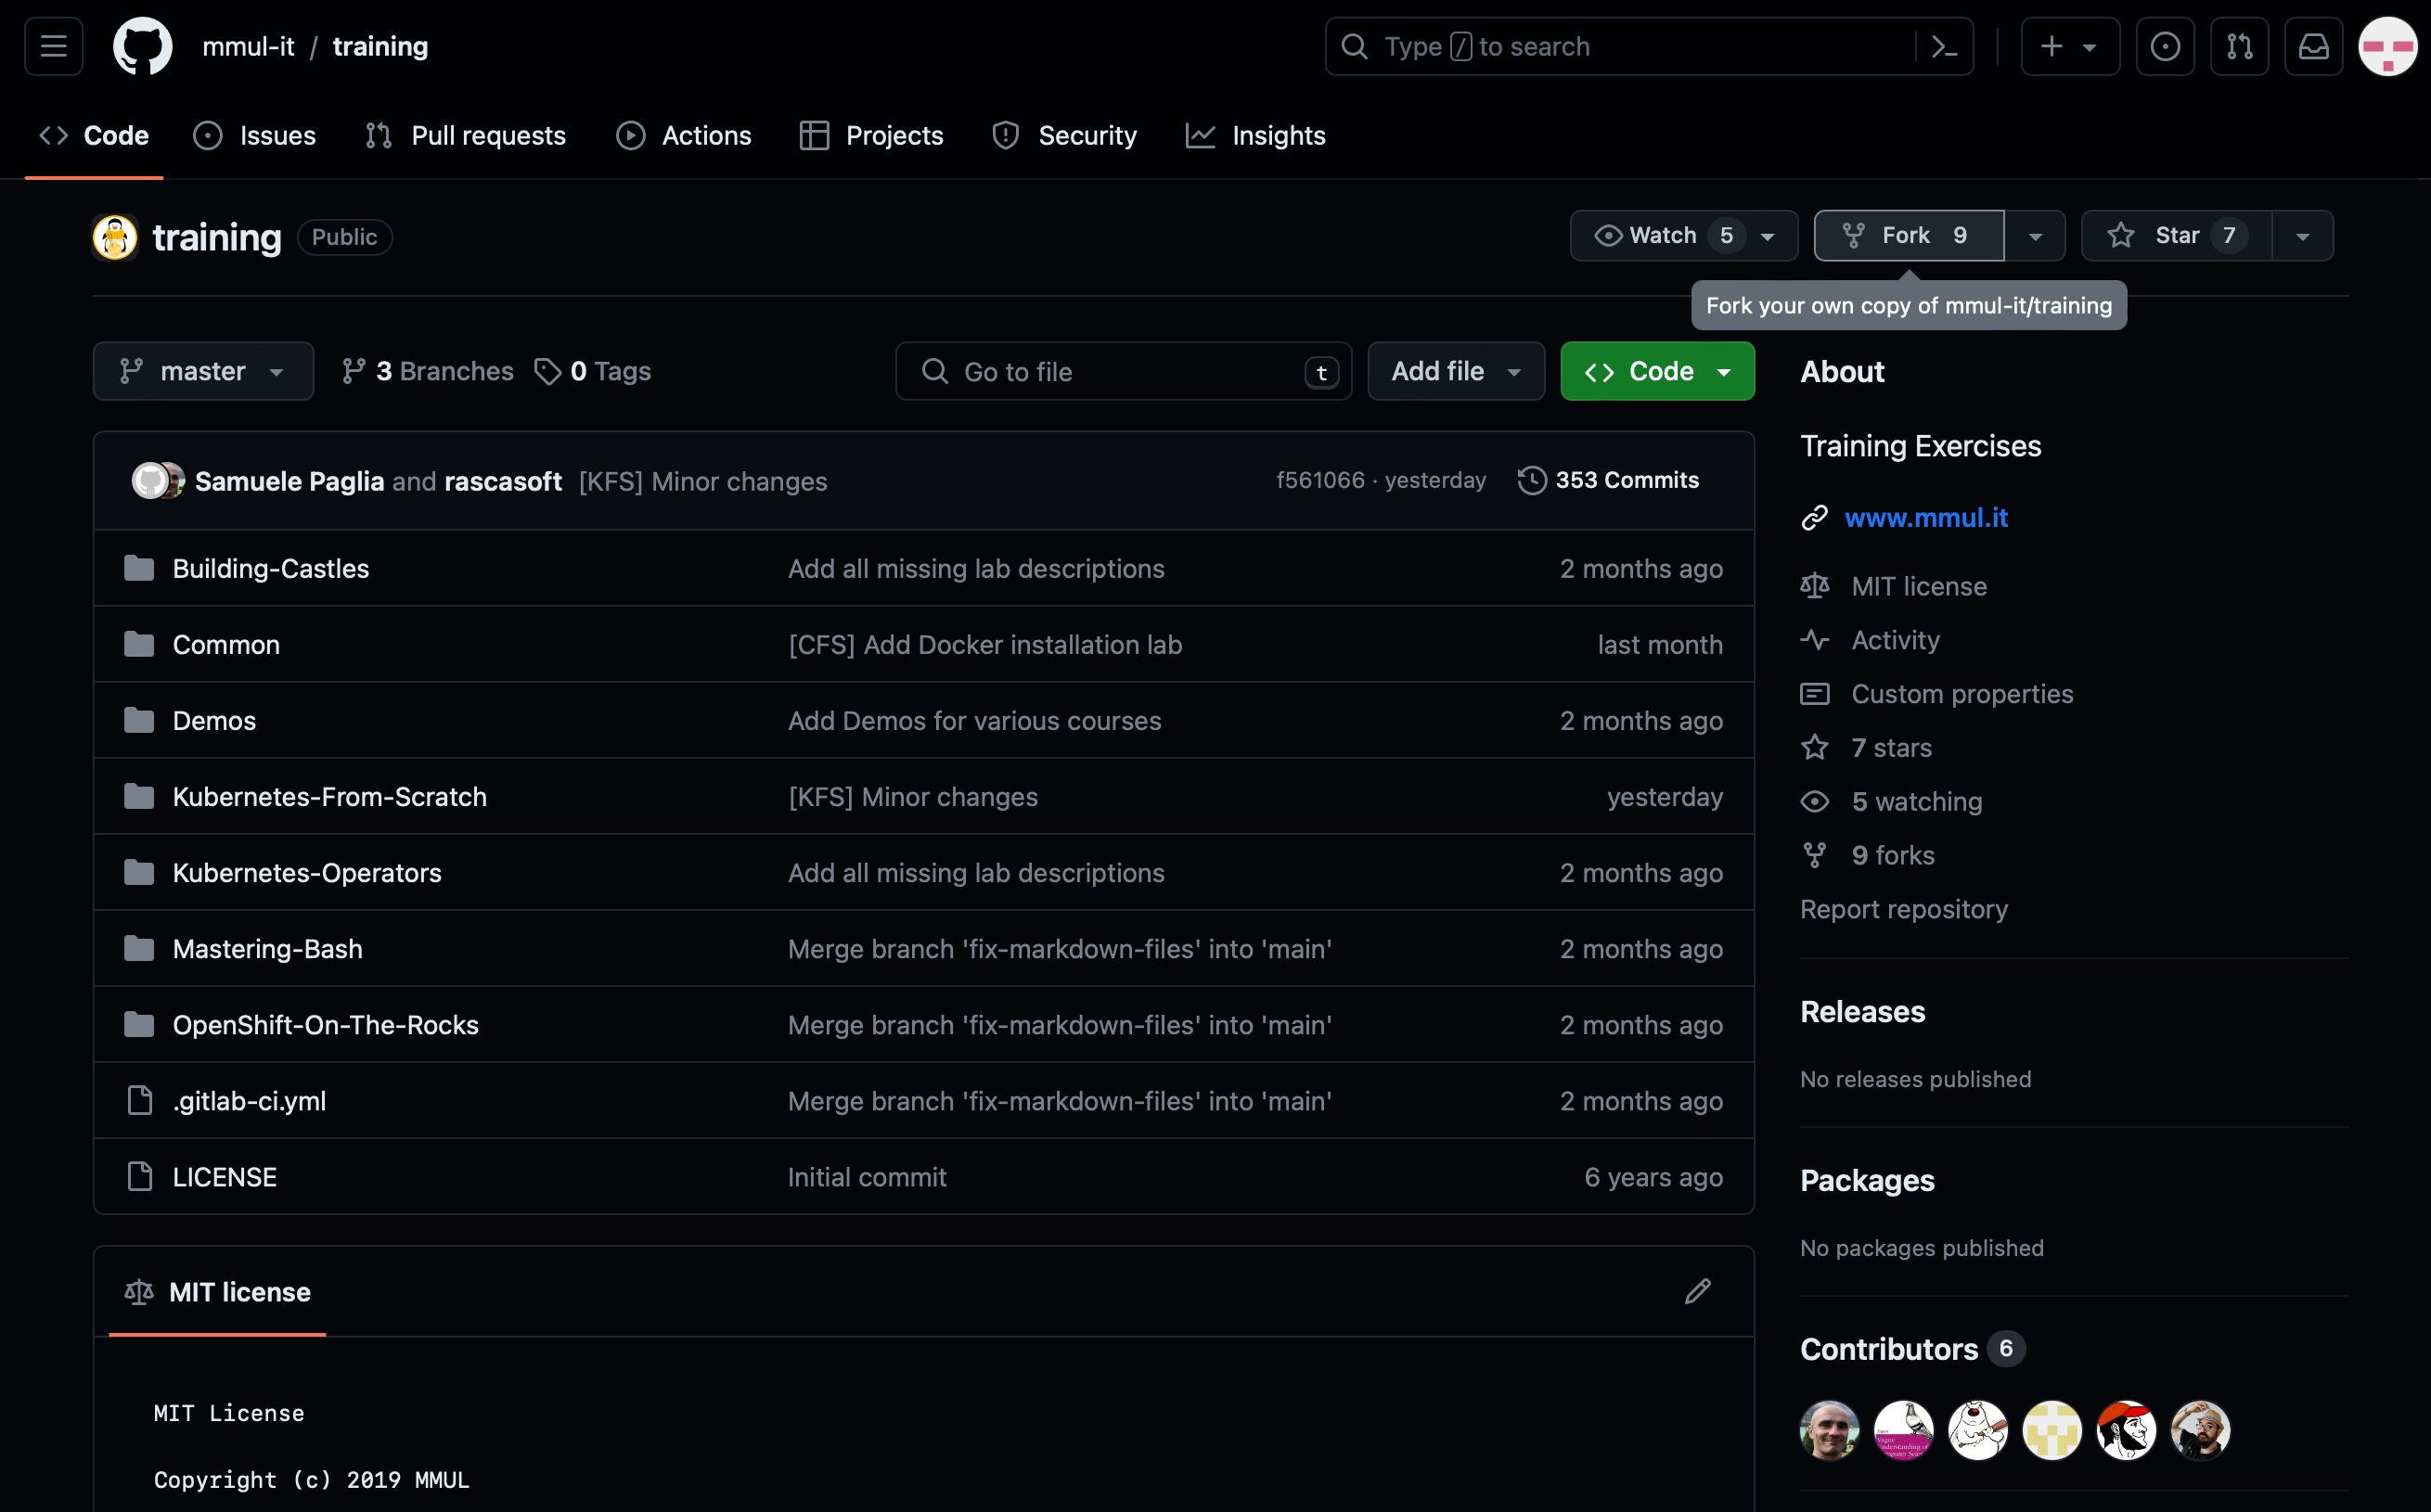 mmul-it / training
Type / to search
Code Issues Pull requests Actions Projects Security Insights
training Public
Watch 5 Fork 9 Star 7
Fork your own copy of mmul-it/training
master 3 Branches 0 Tags Go to file t Add file Code
Samuele Paglia and rascasoft [KFS] Minor changes f561066 · yesterday 353 Commits
Building-Castles Add all missing lab descriptions 2 months ago
Common [CFS] Add Docker installation lab last month
Demos Add Demos for various courses 2 months ago
Kubernetes-From-Scratch [KFS] Minor changes yesterday
Kubernetes-Operators Add all missing lab descriptions 2 months ago
Mastering-Bash Merge branch 'fix-markdown-files' into 'main' 2 months ago
OpenShift-On-The-Rocks Merge branch 'fix-markdown-files' into 'main' 2 months ago
.gitlab-ci.yml Merge branch 'fix-markdown-files' into 'main' 2 months ago
LICENSE Initial commit 6 years ago
MIT license
MIT License
Copyright (c) 2019 MMUL
About
Training Exercises
www.mmul.it
MIT license
Activity
Custom properties
7 stars
5 watching
9 forks
Report repository
Releases
No releases published
Packages
No packages published
Contributors 6